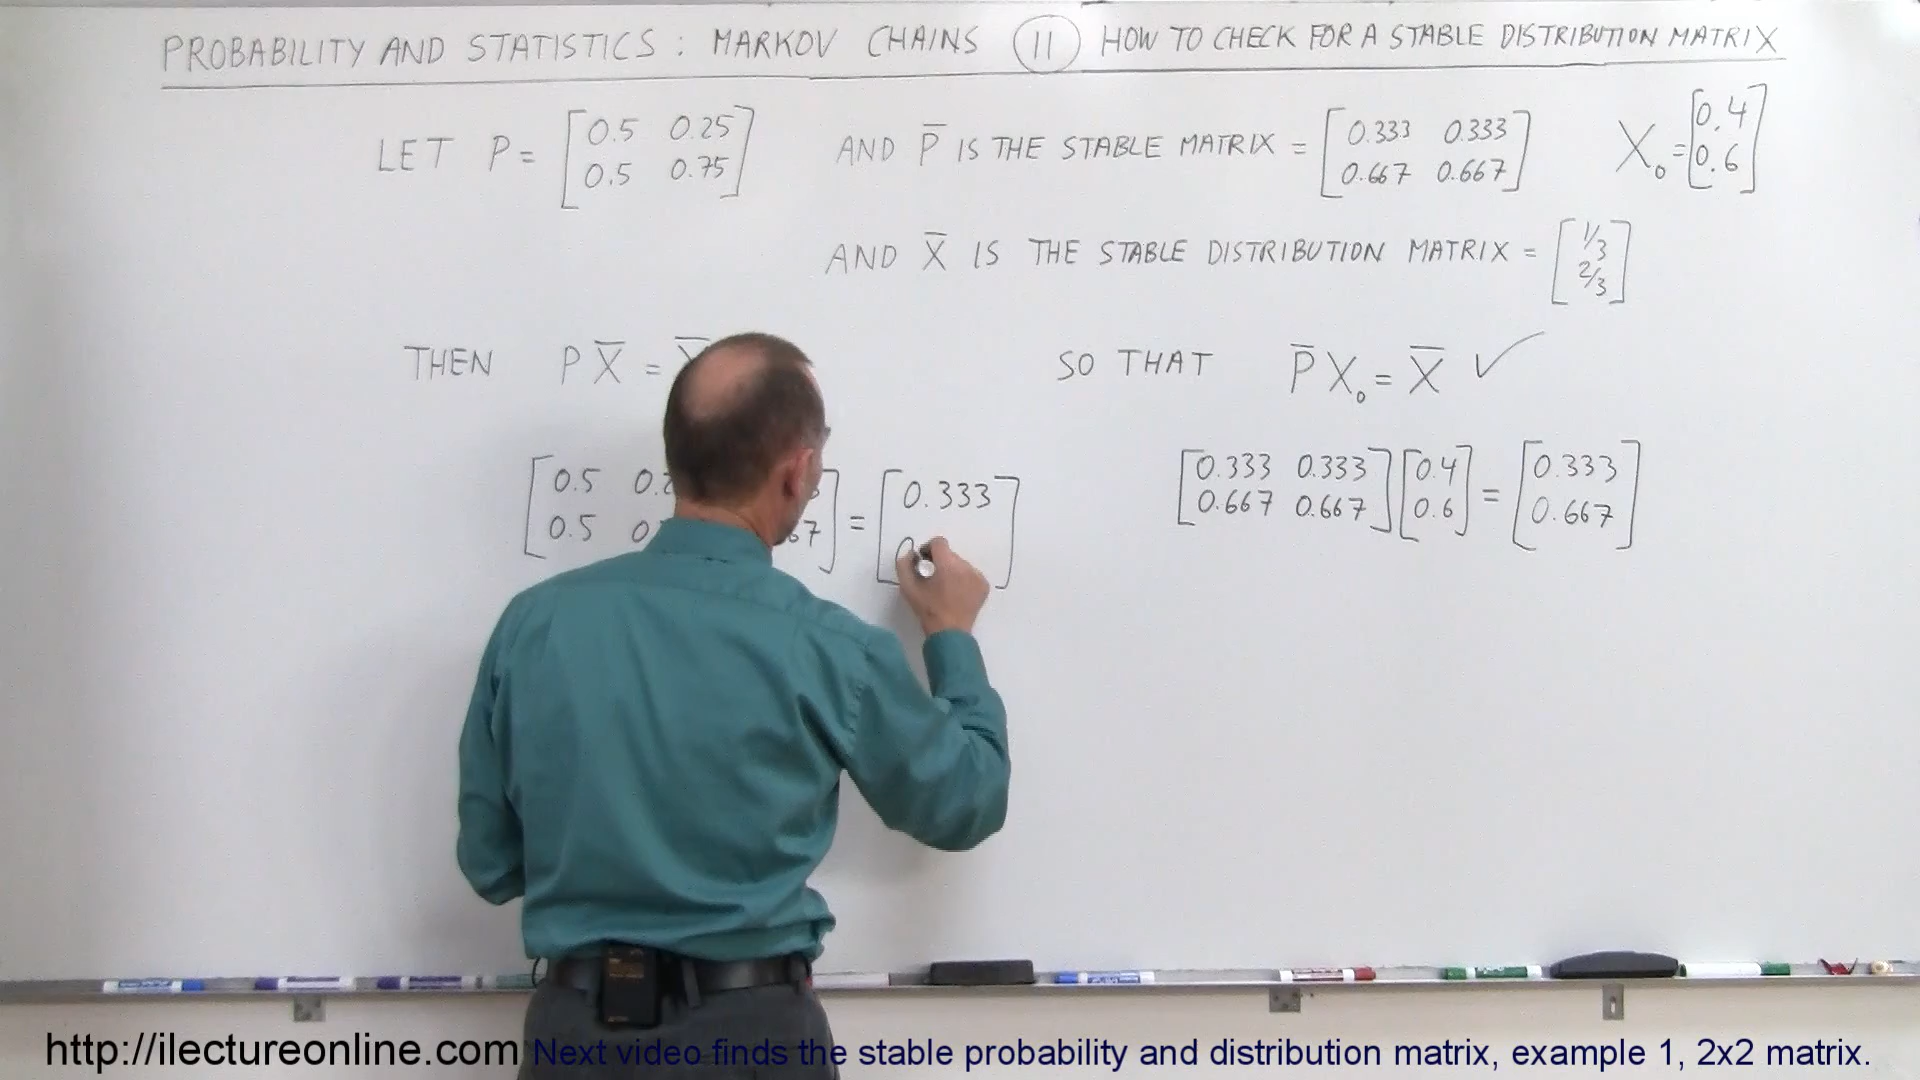 PROBABILITY AND STATISTICS : MARKOV CHAINS 11 HOW TO CHECK FOR A STABLE DISTRIBUTION MATRIX
LET P = [0.5 0.25
0.5 0.75]
AND P̅ IS THE STABLE MATRIX = [0.333 0.333
0.667 0.667]
X₀ = [0.4
0.6]
AND X̅ IS THE STABLE DISTRIBUTION MATRIX = [1/3
2/3]
THEN P X̅ =
SO THAT P̅ X₀ = X̅ ✓
[0.5
0.5
67] = [0.333
[0.333 0.333
0.667 0.667] [0.4
0.6] = [0.333
0.667]
http://ilectureonline.com Next video finds the stable probability and distribution matrix, example 1, 2x2 matrix.